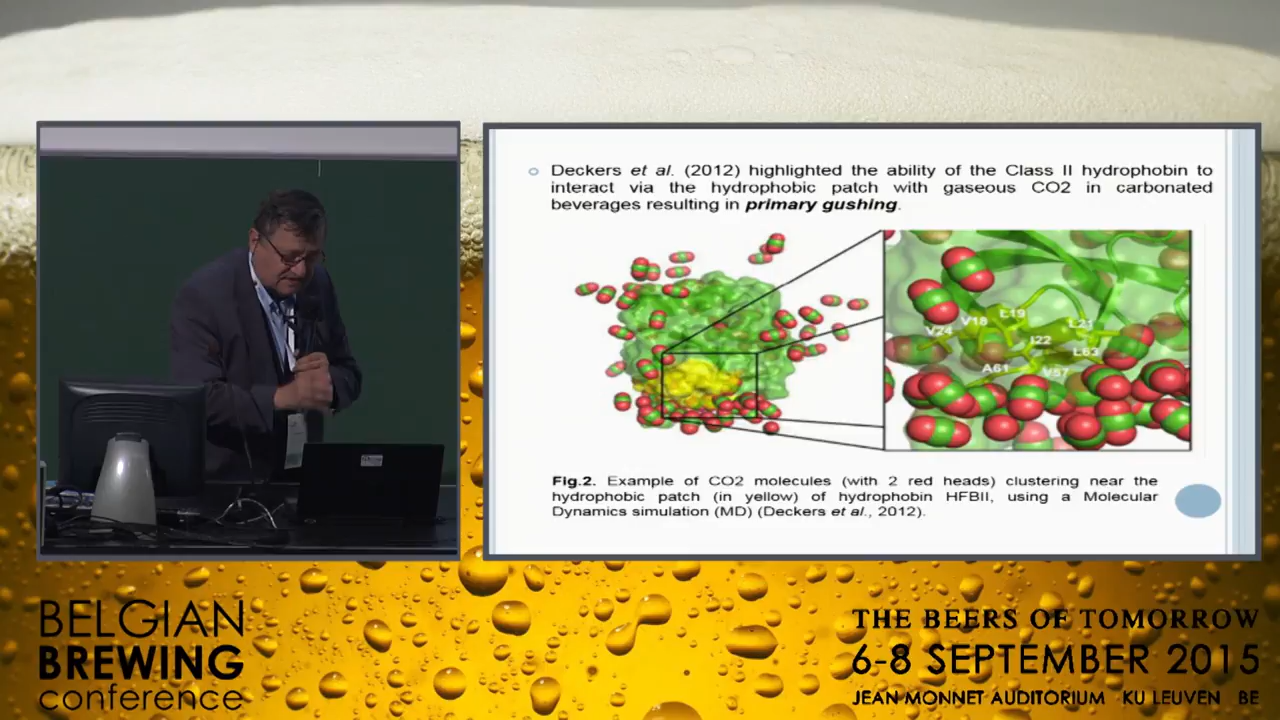 Deckers et al. (2012) highlighted the ability of the Class II hydrophobin to
interact via the hydrophobic patch with gaseous CO2 in carbonated
beverages resulting in primary gushing.
V24
V18
L19
L21
I22
L63
A61
V57
Fig.2. Example of CO2 molecules (with 2 red heads) clustering near the
hydrophobic patch (in yellow) of hydrophobin HFBII, using a Molecular
Dynamics simulation (MD) (Deckers et al., 2012).
BELGIAN
BREWING
conference
THE BEERS OF TOMORROW
6-8 SEPTEMBER 2015
JEAN MONNET AUDITORIUM KU LEUVEN BE